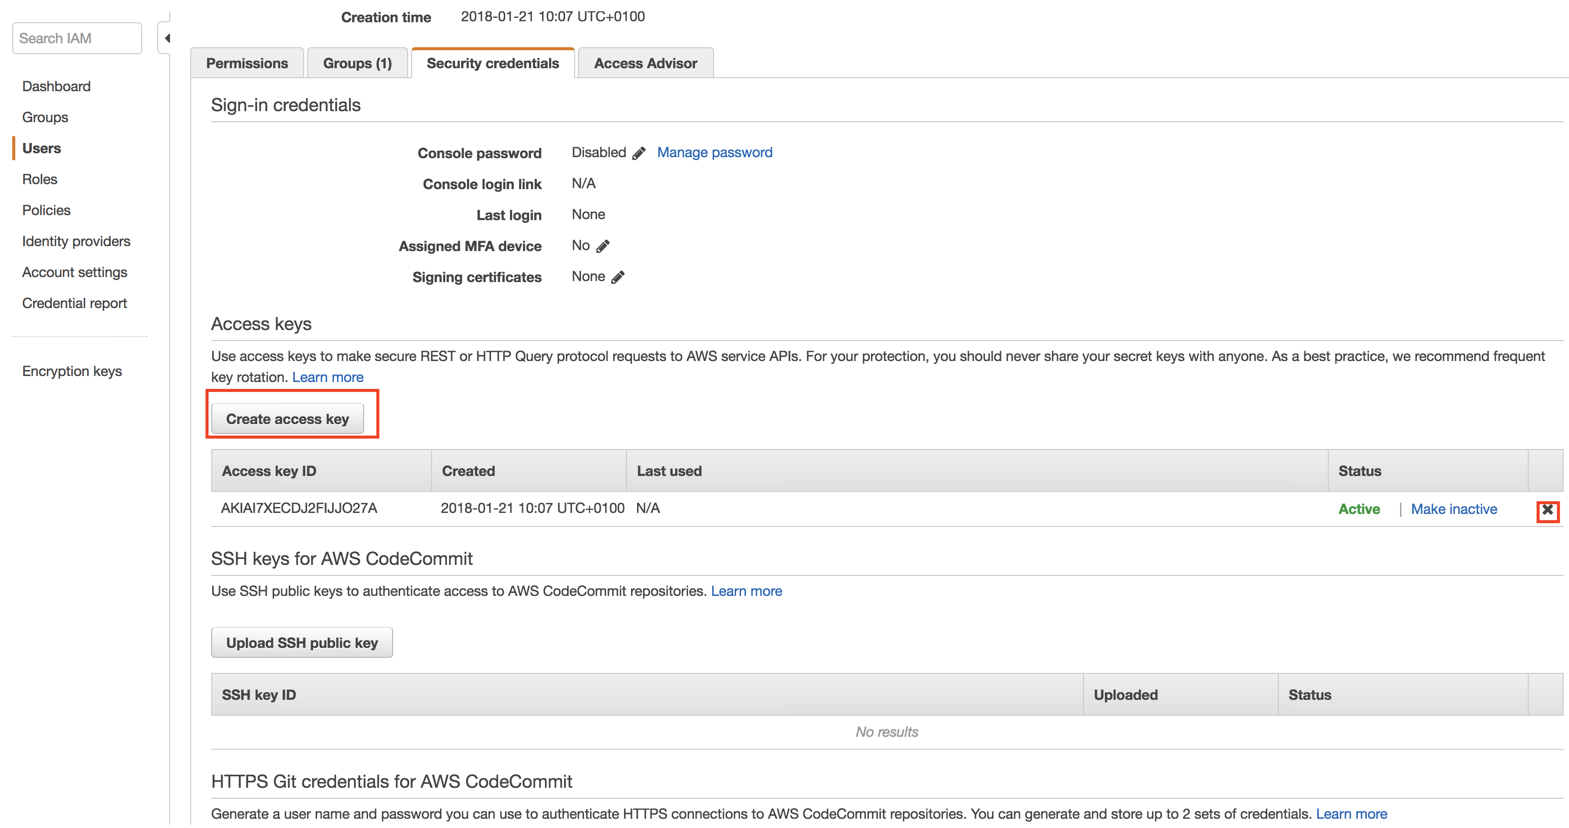 Creation time 2018-01-21 10:07 UTC+0100
Search IAM
Dashboard
Groups
Users
Roles
Policies
Identity providers
Account settings
Credential report
Encryption keys
Permissions Groups (1) Security credentials Access Advisor
Sign-in credentials
Console password Disabled Manage password
Console login link N/A
Last login None
Assigned MFA device No
Signing certificates None
Access keys
Use access keys to make secure REST or HTTP Query protocol requests to AWS service APIs. For your protection, you should never share your secret keys with anyone. As a best practice, we recommend frequent
key rotation. Learn more
Create access key
Access key ID Created Last used Status
AKIAI7XECDJ2FIJJO27A 2018-01-21 10:07 UTC+0100 N/A Active | Make inactive
SSH keys for AWS CodeCommit
Use SSH public keys to authenticate access to AWS CodeCommit repositories. Learn more
Upload SSH public key
SSH key ID Uploaded Status
No results
HTTPS Git credentials for AWS CodeCommit
Generate a user name and password you can use to authenticate HTTPS connections to AWS CodeCommit repositories. You can generate and store up to 2 sets of credentials. Learn more